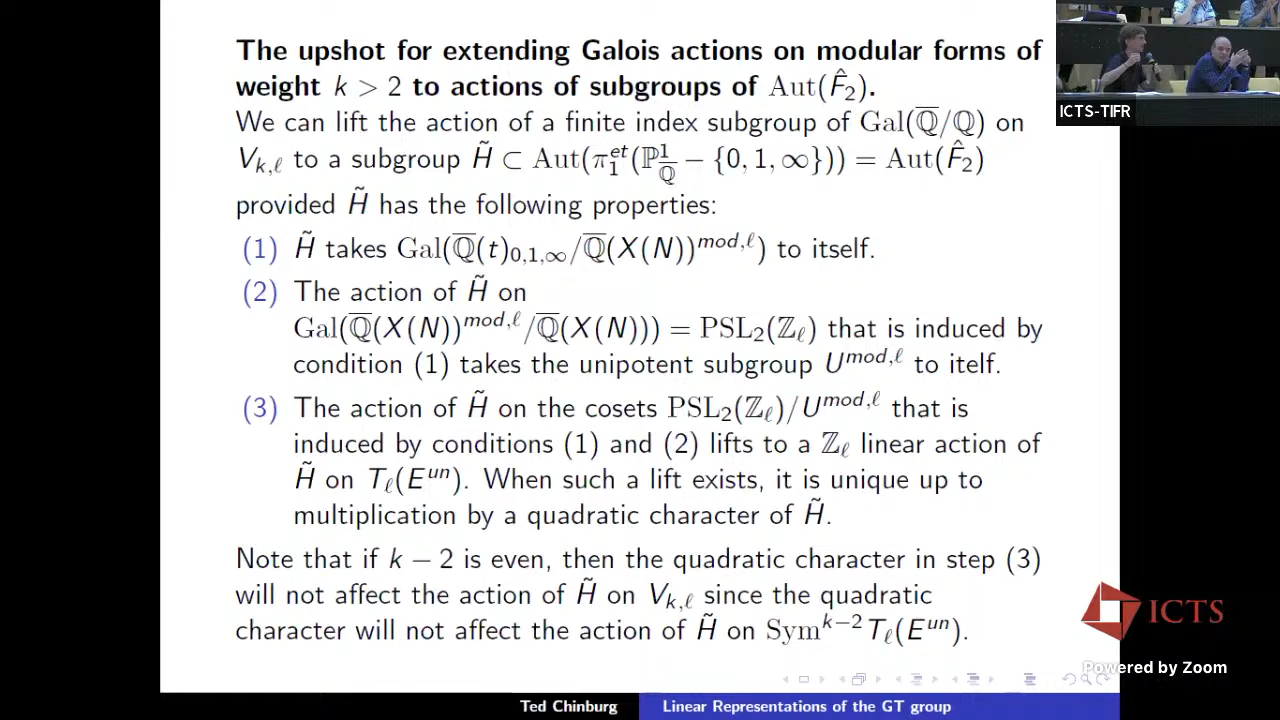 The upshot for extending Galois actions on modular forms of
weight k > 2 to actions of subgroups of Aut(F̂₂).
We can lift the action of a finite index subgroup of Gal(Q̅/Q) on
V_{k,ℓ} to a subgroup H̃ ⊂ Aut(π₁^{et}(ℙ¹_{Q̅} − {0, 1, ∞})) = Aut(F̂₂)
provided H̃ has the following properties:
(1) H̃ takes Gal(Q̅(t)_{0,1,∞}/Q̅(X(N))^{mod,ℓ}) to itself.
(2) The action of H̃ on
Gal(Q̅(X(N))^{mod,ℓ}/Q̅(X(N))) = PSL₂(ℤ_ℓ) that is induced by
condition (1) takes the unipotent subgroup U^{mod,ℓ} to itelf.
(3) The action of H̃ on the cosets PSL₂(ℤ_ℓ)/U^{mod,ℓ} that is
induced by conditions (1) and (2) lifts to a ℤ_ℓ linear action of
H̃ on T_ℓ(E^{un}). When such a lift exists, it is unique up to
multiplication by a quadratic character of H̃.
Note that if k − 2 is even, then the quadratic character in step (3)
will not affect the action of H̃ on V_{k,ℓ} since the quadratic
character will not affect the action of H̃ on Sym^{k−2}T_ℓ(E^{un}).
Ted Chinburg
Linear Representations of the GT group
ICTS-TIFR
ICTS
Powered by Zoom